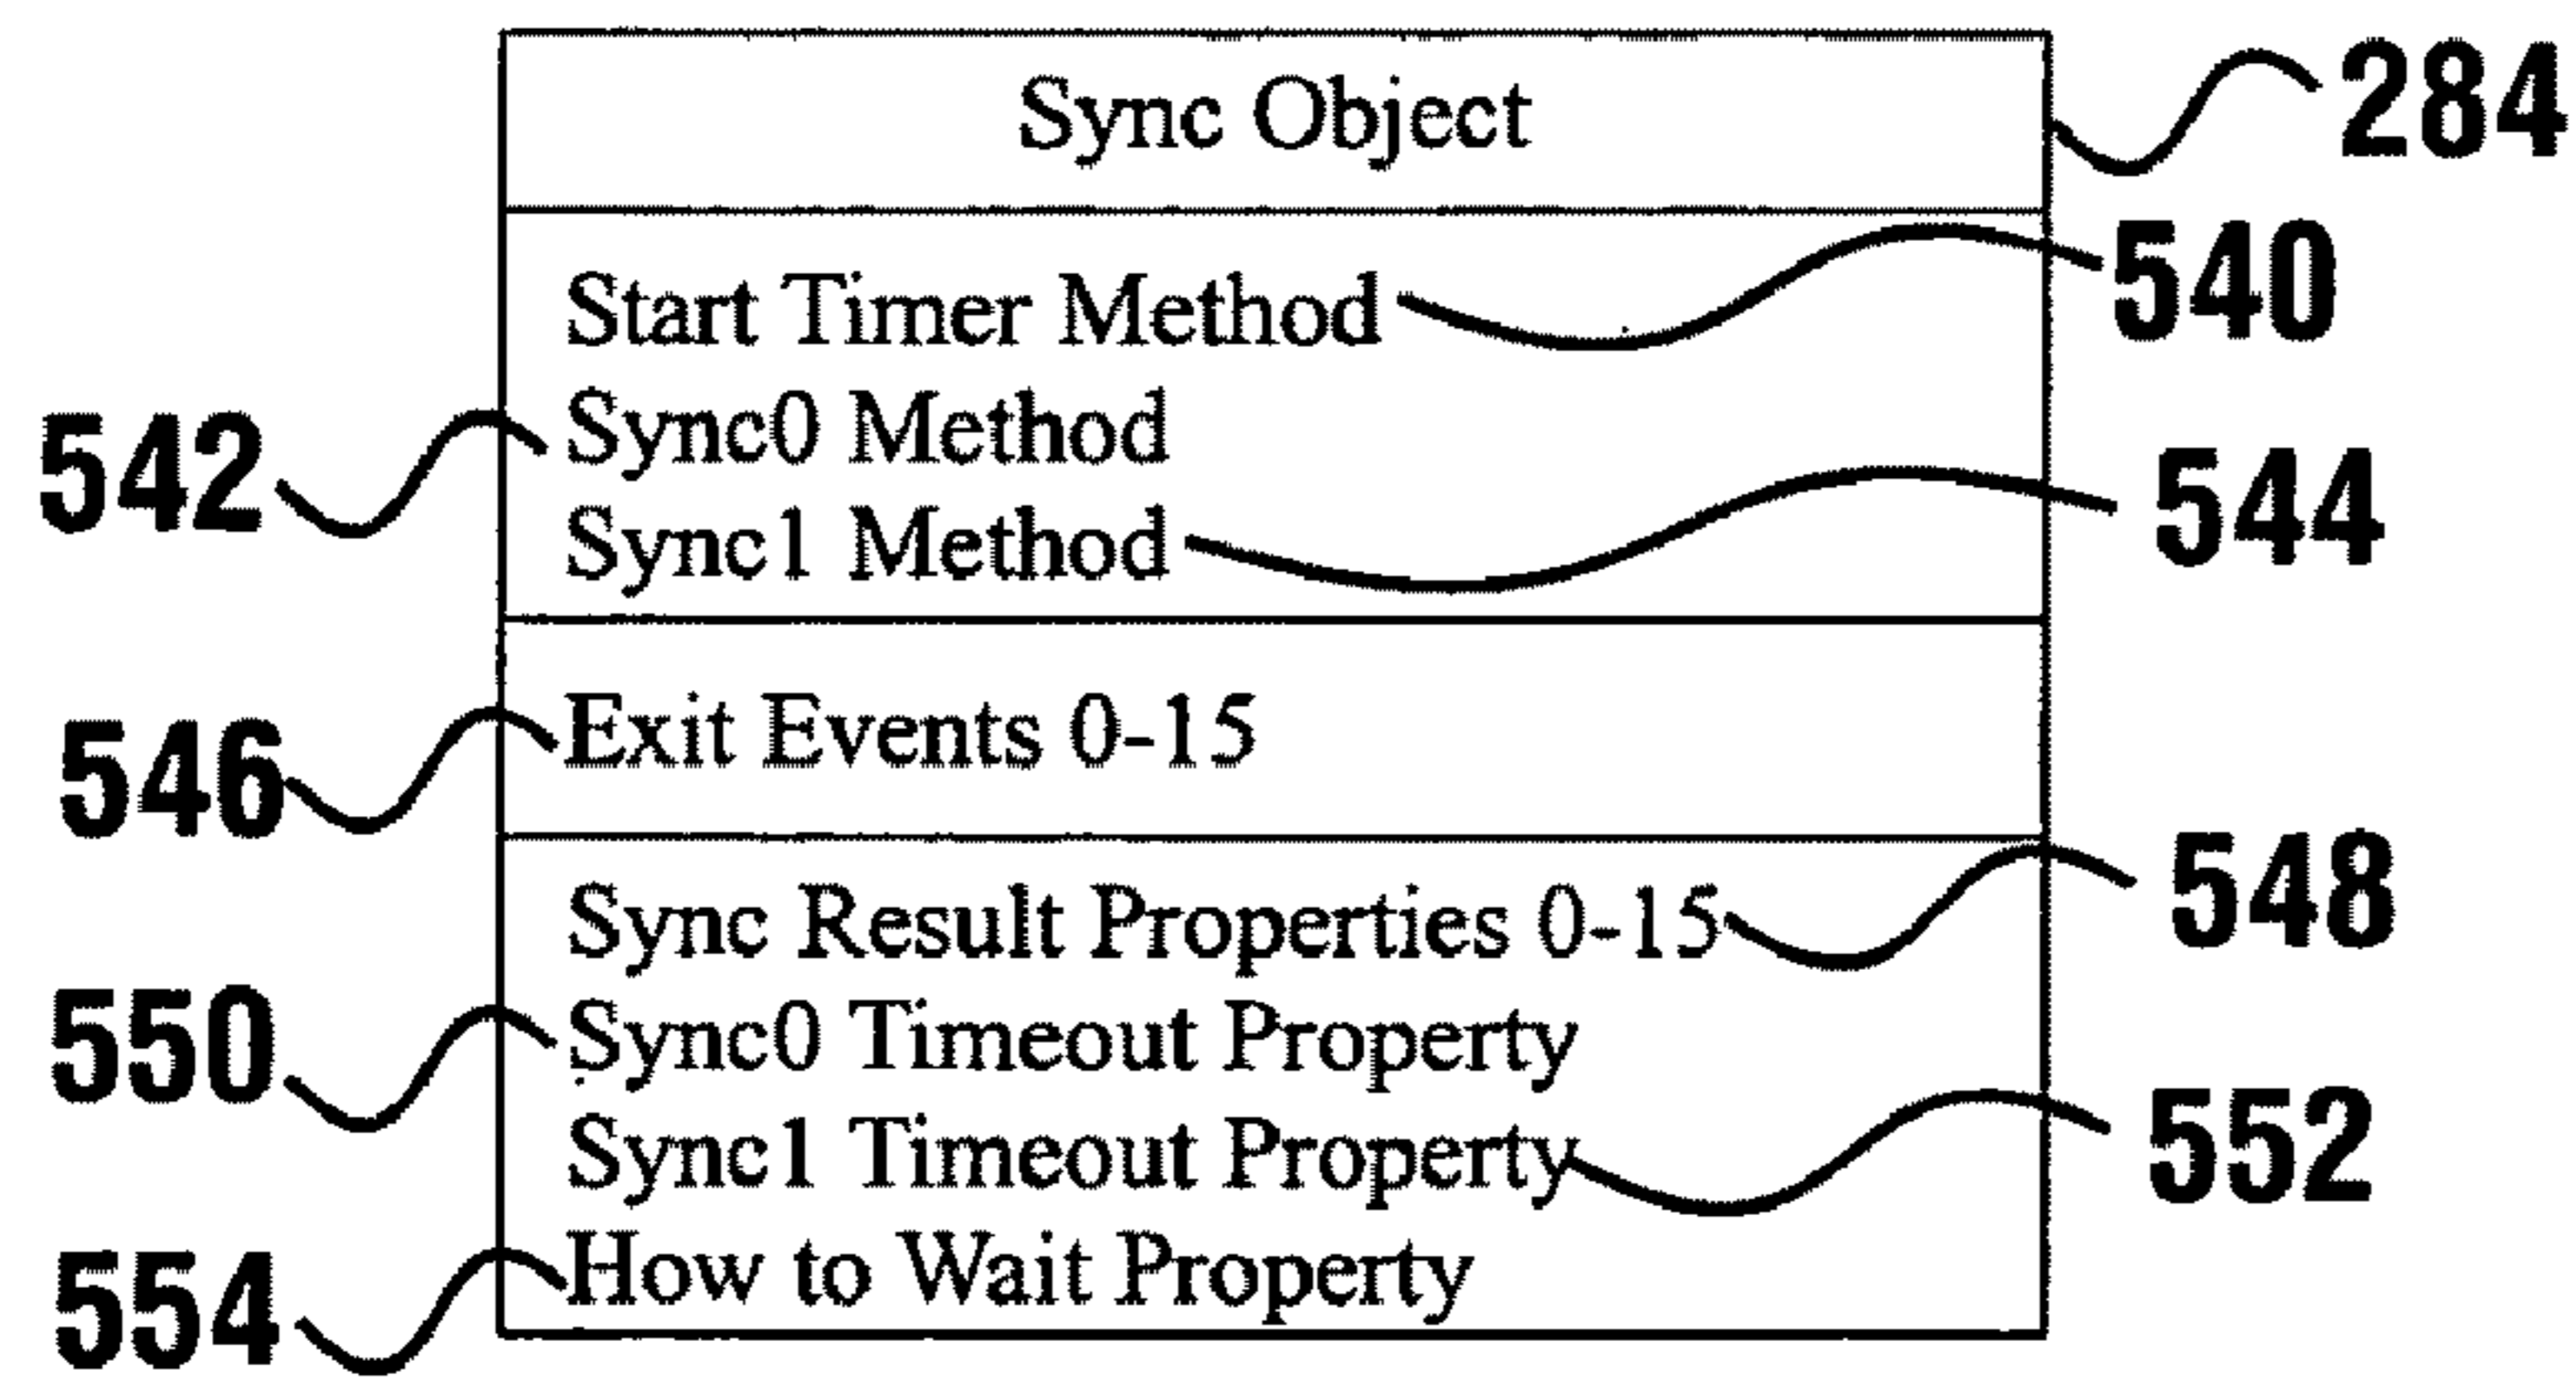 Sync Object
284
Start Timer Method
540
542
Sync0 Method
Sync1 Method
544
546
Exit Events 0-15
Sync Result Properties 0-15
548
550
Sync0 Timeout Property
Sync1 Timeout Property
552
554
How to Wait Property